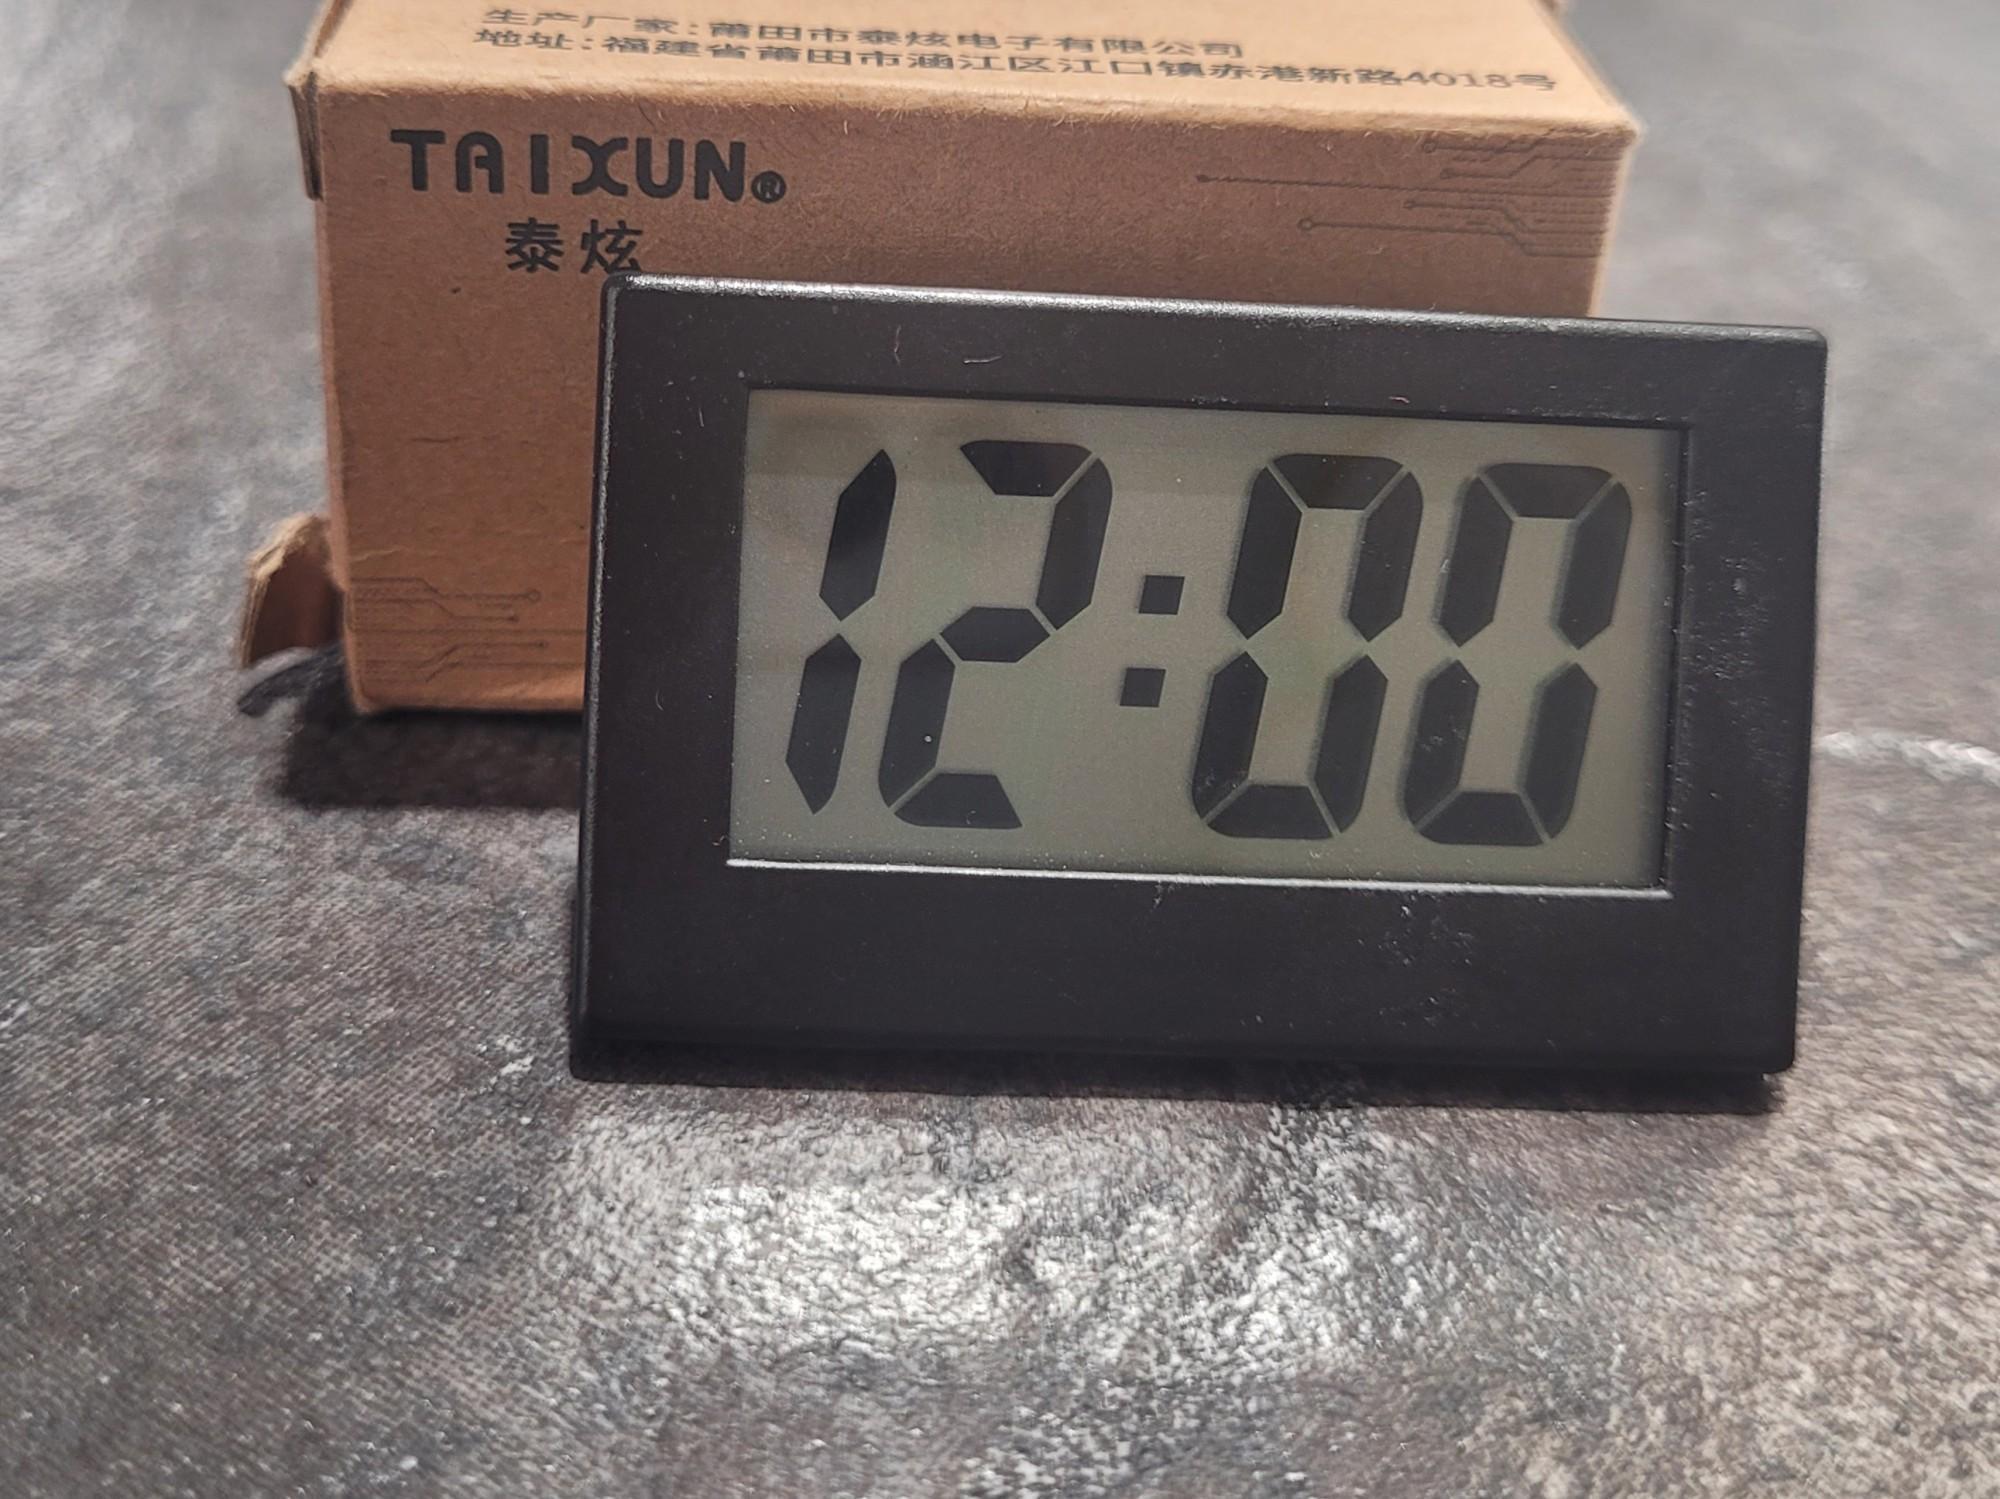 生产厂家:莆田市泰炫电子有限公司
地址:福建省莆田市涵江区江口镇赤港新路4018号
TAIXUN®
泰炫
12:00